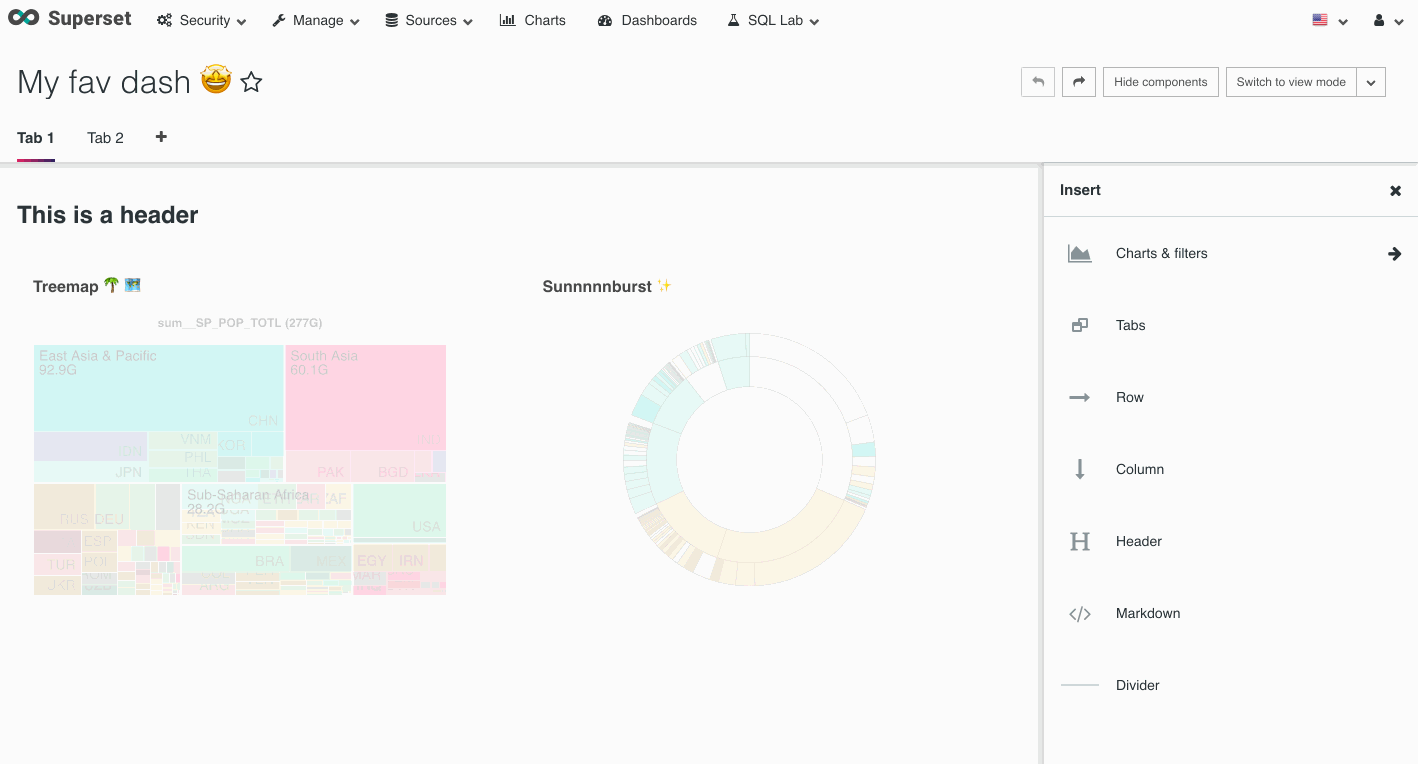 Superset Security Manage Sources Charts Dashboards SQL Lab
My fav dash 🤩
Hide components
Switch to view mode
Tab 1 Tab 2 +
Insert
This is a header
Charts & filters
Treemap 🌴 🗺️
Sunnnnnburst ✨
sum__SP_POP_TOTL (277G)
Tabs
East Asia & Pacific
92.9G
South Asia
60.1G
Row
CHN
IND
IDN
VNM
KOR
PHL
JPN
THA
PAK
BGD
Column
Sub-Saharan Africa
28.2G
ETH
ZAF
RUS
DEU
KEN
USA
Header
ESP
TUR
POL
BRA
MEX
EGY
IRN
ARG
Markdown
Divider